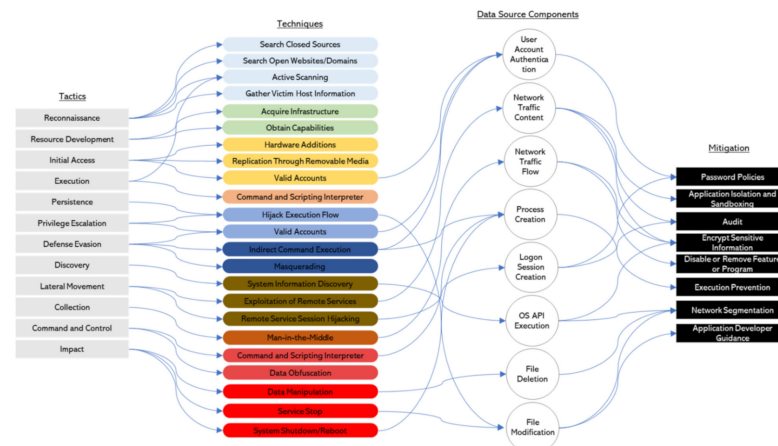 Tactics
Reconnaissance
Resource Development
Initial Access
Execution
Persistence
Privilege Escalation
Defense Evasion
Discovery
Lateral Movement
Collection
Command and Control
Impact
Techniques
Search Closed Sources
Search Open Websites/Domains
Active Scanning
Gather Victim Host Information
Acquire Infrastructure
Obtain Capabilities
Hardware Additions
Replication Through Removable Media
Valid Accounts
Command and Scripting Interpreter
Hijack Execution Flow
Valid Accounts
Indirect Command Execution
Masquerading
System Information Discovery
Exploitation of Remote Services
Remote Service Session Hijacking
Man-in-the-Middle
Command and Scripting Interpreter
Data Obfuscation
Data Manipulation
Service Stop
System Shutdown/Reboot
Data Source Components
User
Account
Authentica
tion
Network
Traffic
Content
Network
Traffic
Flow
Process
Creation
Logon
Session
Creation
OS API
Execution
File
Deletion
File
Modification
Mitigation
Password Policies
Application Isolation and
Sandboxing
Audit
Encrypt Sensitive
Information
Disable or Remove Feature
or Program
Execution Prevention
Network Segmentation
Application Developer
Guidance